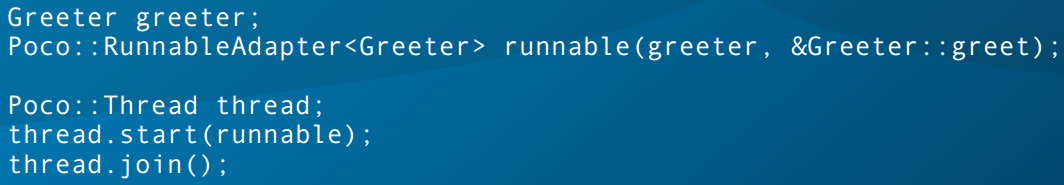 Greeter greeter;
Poco::RunnableAdapter<Greeter> runnable(greeter, &Greeter::greet);
Poco::Thread thread;
thread.start(runnable);
thread.join();